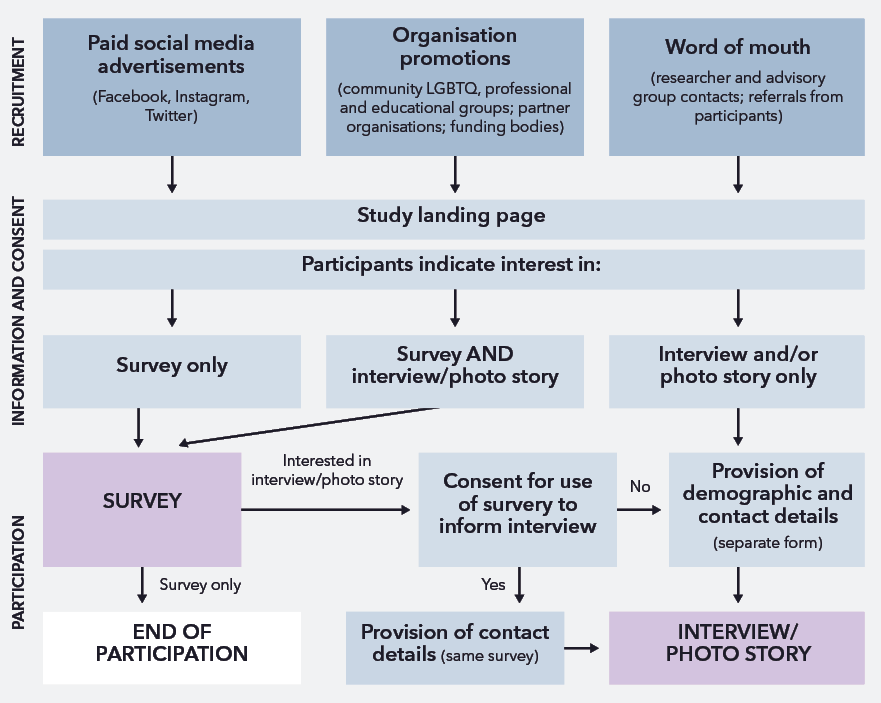 RECRUITMENT
Paid social media
advertisements
(Facebook, Instagram,
Twitter)
Organisation
promotions
(community LGBTQ, professional
and educational groups; partner
organisations; funding bodies)
Word of mouth
(researcher and advisory
group contacts; referrals from
participants)
INFORMATION AND CONSENT
Study landing page
Participants indicate interest in:
Survey only
Survey AND
interview/photo story
Interview and/or
photo story only
PARTICIPATION
SURVEY
Interested in
interview/photo story
Consent for use
of survery to
inform interview
No
Provision of
demographic and
contact details
(separate form)
Survey only
Yes
END OF
PARTICIPATION
Provision of contact
details (same survey)
INTERVIEW/
PHOTO STORY